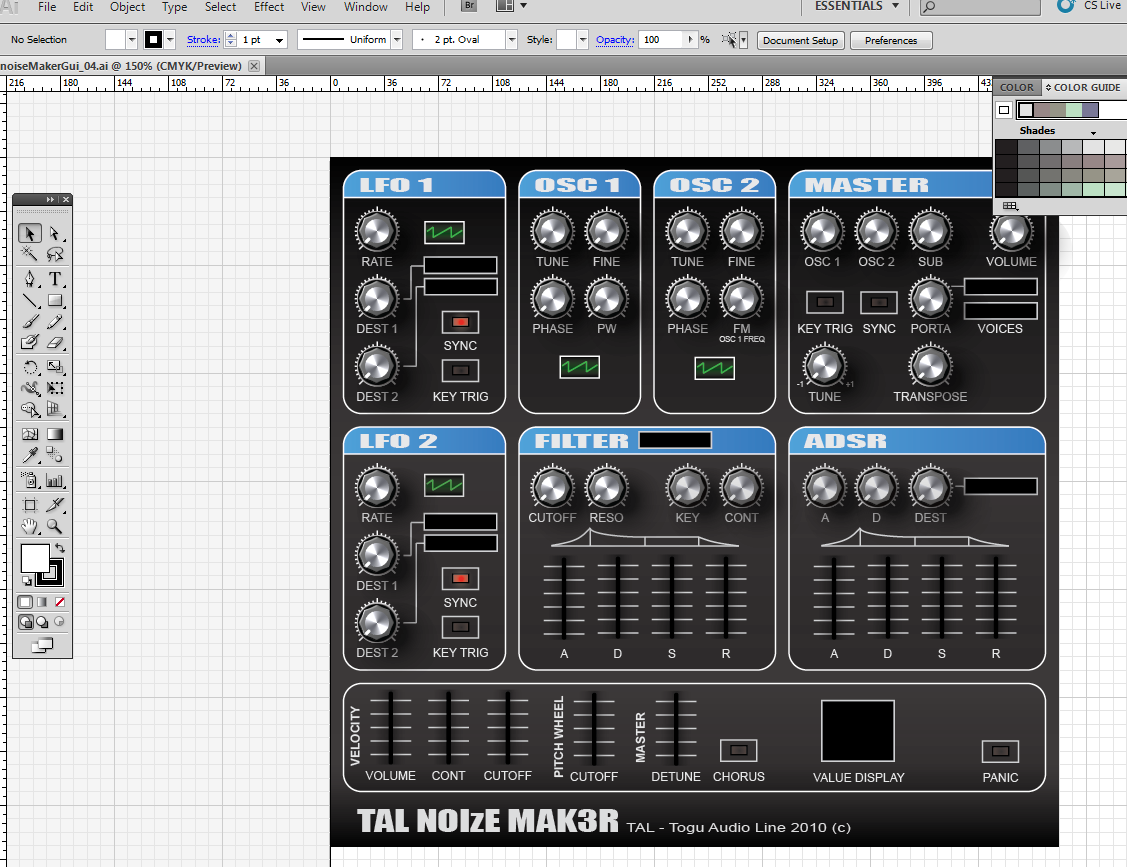 Ai File Edit Object Type Select Effect View Window Help Br ESSENTIALS CS Live
No Selection Stroke: 1 pt Uniform 2 pt. Oval Style: Opacity: 100 % Document Setup Preferences
noiseMakerGui_04.ai @ 150% (CMYK/Preview)
216 180 144 108 72 36 0 36 72 108 144 180 216 252 288 324 360 396
COLOR COLOR GUIDE
Shades
LFO 1 OSC 1 OSC 2 MASTER
RATE TUNE FINE TUNE FINE OSC 1 OSC 2 SUB VOLUME
DEST 1 PHASE PW PHASE FM KEY TRIG SYNC PORTA VOICES
OSC 1 FREQ
SYNC
-1 +1
DEST 2 KEY TRIG TUNE TRANSPOSE
LFO 2 FILTER ADSR
RATE CUTOFF RESO KEY CONT A D DEST
DEST 1
SYNC
DEST 2 KEY TRIG A D S R A D S R
VELOCITY PITCH WHEEL MASTER
VOLUME CONT CUTOFF CUTOFF DETUNE CHORUS VALUE DISPLAY PANIC
TAL NOIzE MAK3R TAL - Togu Audio Line 2010 (c)